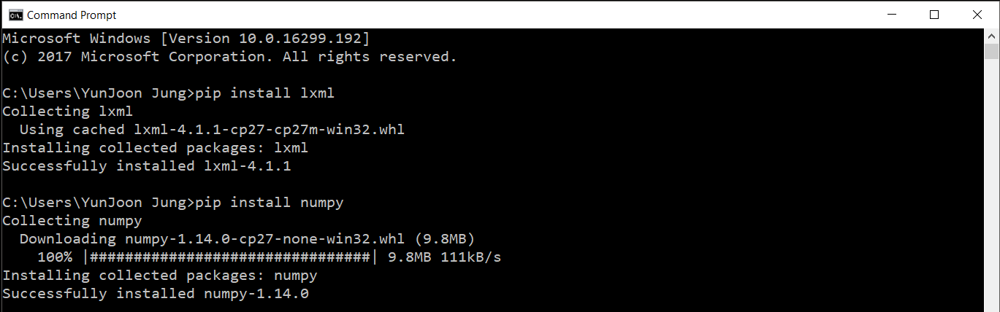 Command Prompt
Microsoft Windows [Version 10.0.16299.192]
(c) 2017 Microsoft Corporation. All rights reserved.
C:\Users\YunJoon Jung>pip install lxml
Collecting lxml
  Using cached lxml-4.1.1-cp27-cp27m-win32.whl
Installing collected packages: lxml
Successfully installed lxml-4.1.1
C:\Users\YunJoon Jung>pip install numpy
Collecting numpy
  Downloading numpy-1.14.0-cp27-none-win32.whl (9.8MB)
    100% |################################| 9.8MB 111kB/s
Installing collected packages: numpy
Successfully installed numpy-1.14.0